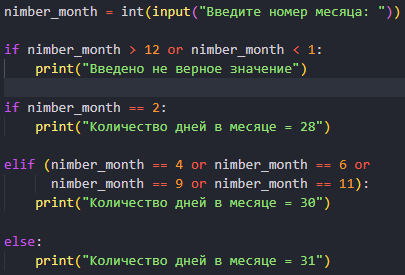 nimber_month = int(input("Введите номер месяца: "))
if nimber_month > 12 or nimber_month < 1:
    print("Введено не верное значение")
if nimber_month == 2:
    print("Количество дней в месяце = 28")
elif (nimber_month == 4 or nimber_month == 6 or
      nimber_month == 9 or nimber_month == 11):
    print("Количество дней в месяце = 30")
else:
    print("Количество дней в месяце = 31")